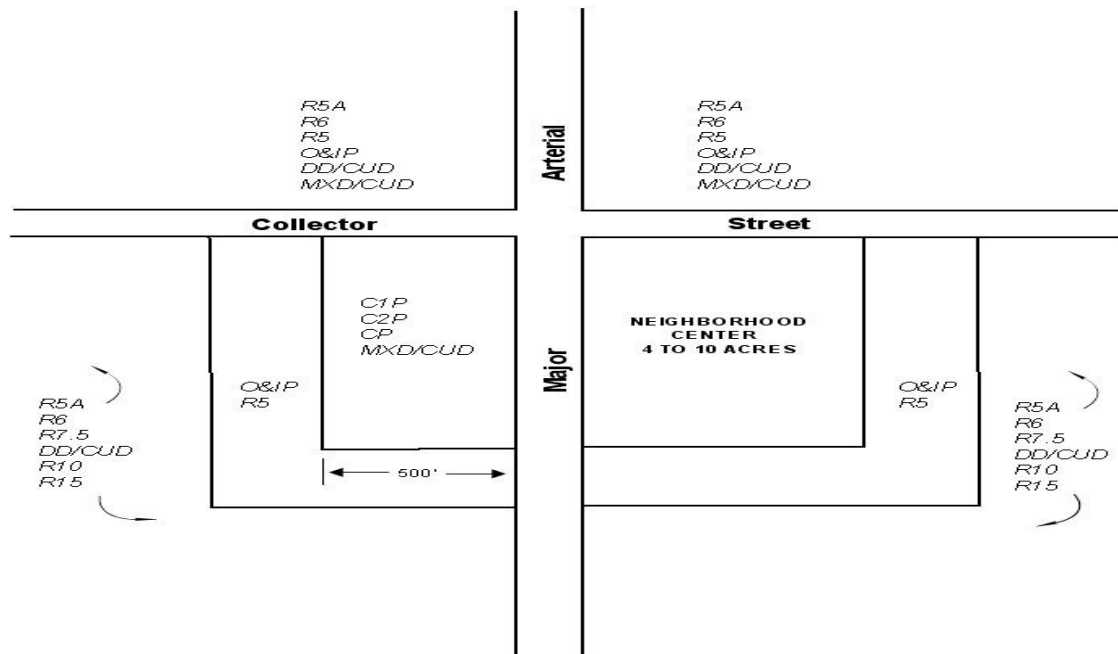 R5A
R6
R5
O&IP
DD/CUD
MXD/CUD
Arterial
R5A
R6
R5
O&IP
DD/CUD
MXD/CUD
Collector
Street
C1P
C2P
CP
MXD/CUD
Major
NEIGHBORHOOD
CENTER
4 TO 10 ACRES
O&IP
R5
O&IP
R5
R5A
R6
R7.5
DD/CUD
R10
R15
500'
R5A
R6
R7.5
DD/CUD
R10
R15